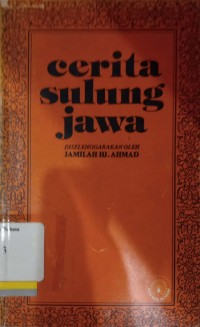 cerita
sulung
jawa
DISELENGGARAKAN OLEH
JAMILAH HJ. AHMAD